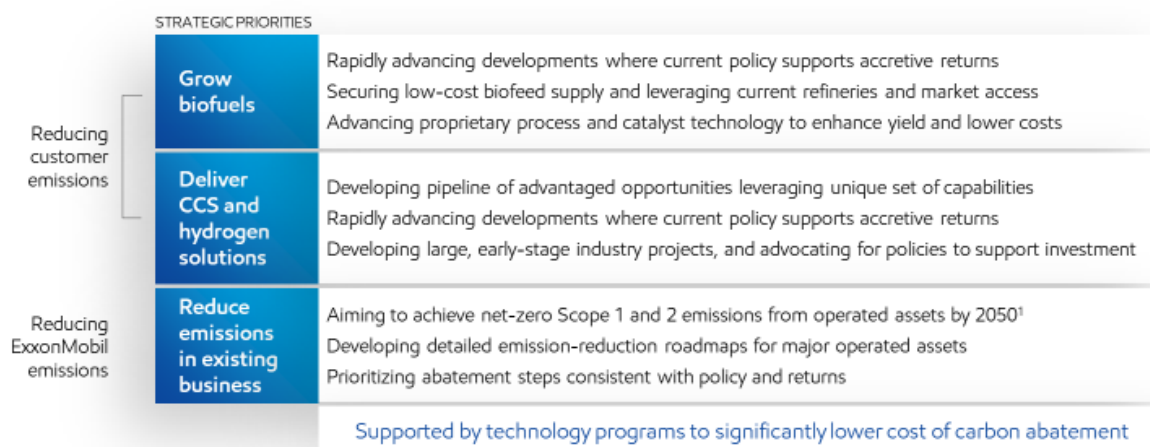 STRATEGIC PRIORITIES
Reducing
customer
emissions
Grow
biofuels
Rapidly advancing developments where current policy supports accretive returns
Securing low-cost biofeed supply and leveraging current refineries and market access
Advancing proprietary process and catalyst technology to enhance yield and lower costs
Deliver
CCS and
hydrogen
solutions
Developing pipeline of advantaged opportunities leveraging unique set of capabilities
Rapidly advancing developments where current policy supports accretive returns
Developing large, early-stage industry projects, and advocating for policies to support investment
Reducing
ExxonMobil
emissions
Reduce
emissions
in existing
business
Aiming to achieve net-zero Scope 1 and 2 emissions from operated assets by 2050¹
Developing detailed emission-reduction roadmaps for major operated assets
Prioritizing abatement steps consistent with policy and returns
Supported by technology programs to significantly lower cost of carbon abatement